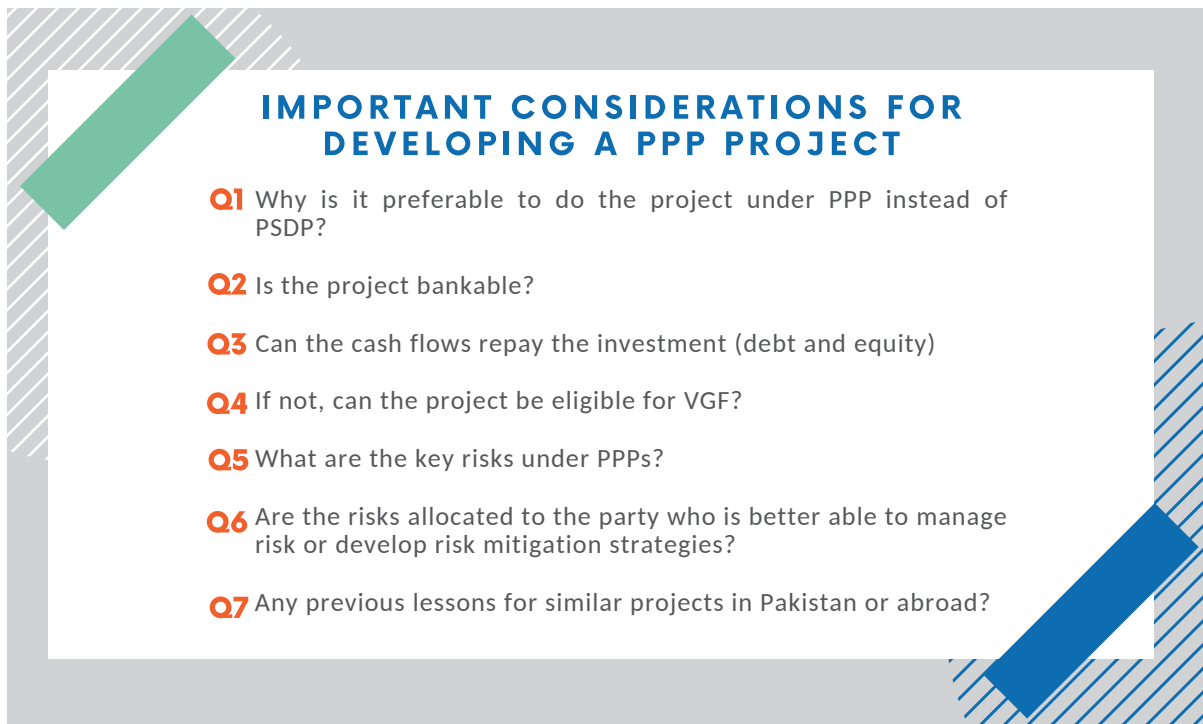 IMPORTANT CONSIDERATIONS FOR
DEVELOPING A PPP PROJECT
Q1 Why is it preferable to do the project under PPP instead of
PSDP?
Q2 Is the project bankable?
Q3 Can the cash flows repay the investment (debt and equity)
Q4 If not, can the project be eligible for VGF?
Q5 What are the key risks under PPPs?
Q6 Are the risks allocated to the party who is better able to manage
risk or develop risk mitigation strategies?
Q7 Any previous lessons for similar projects in Pakistan or abroad?